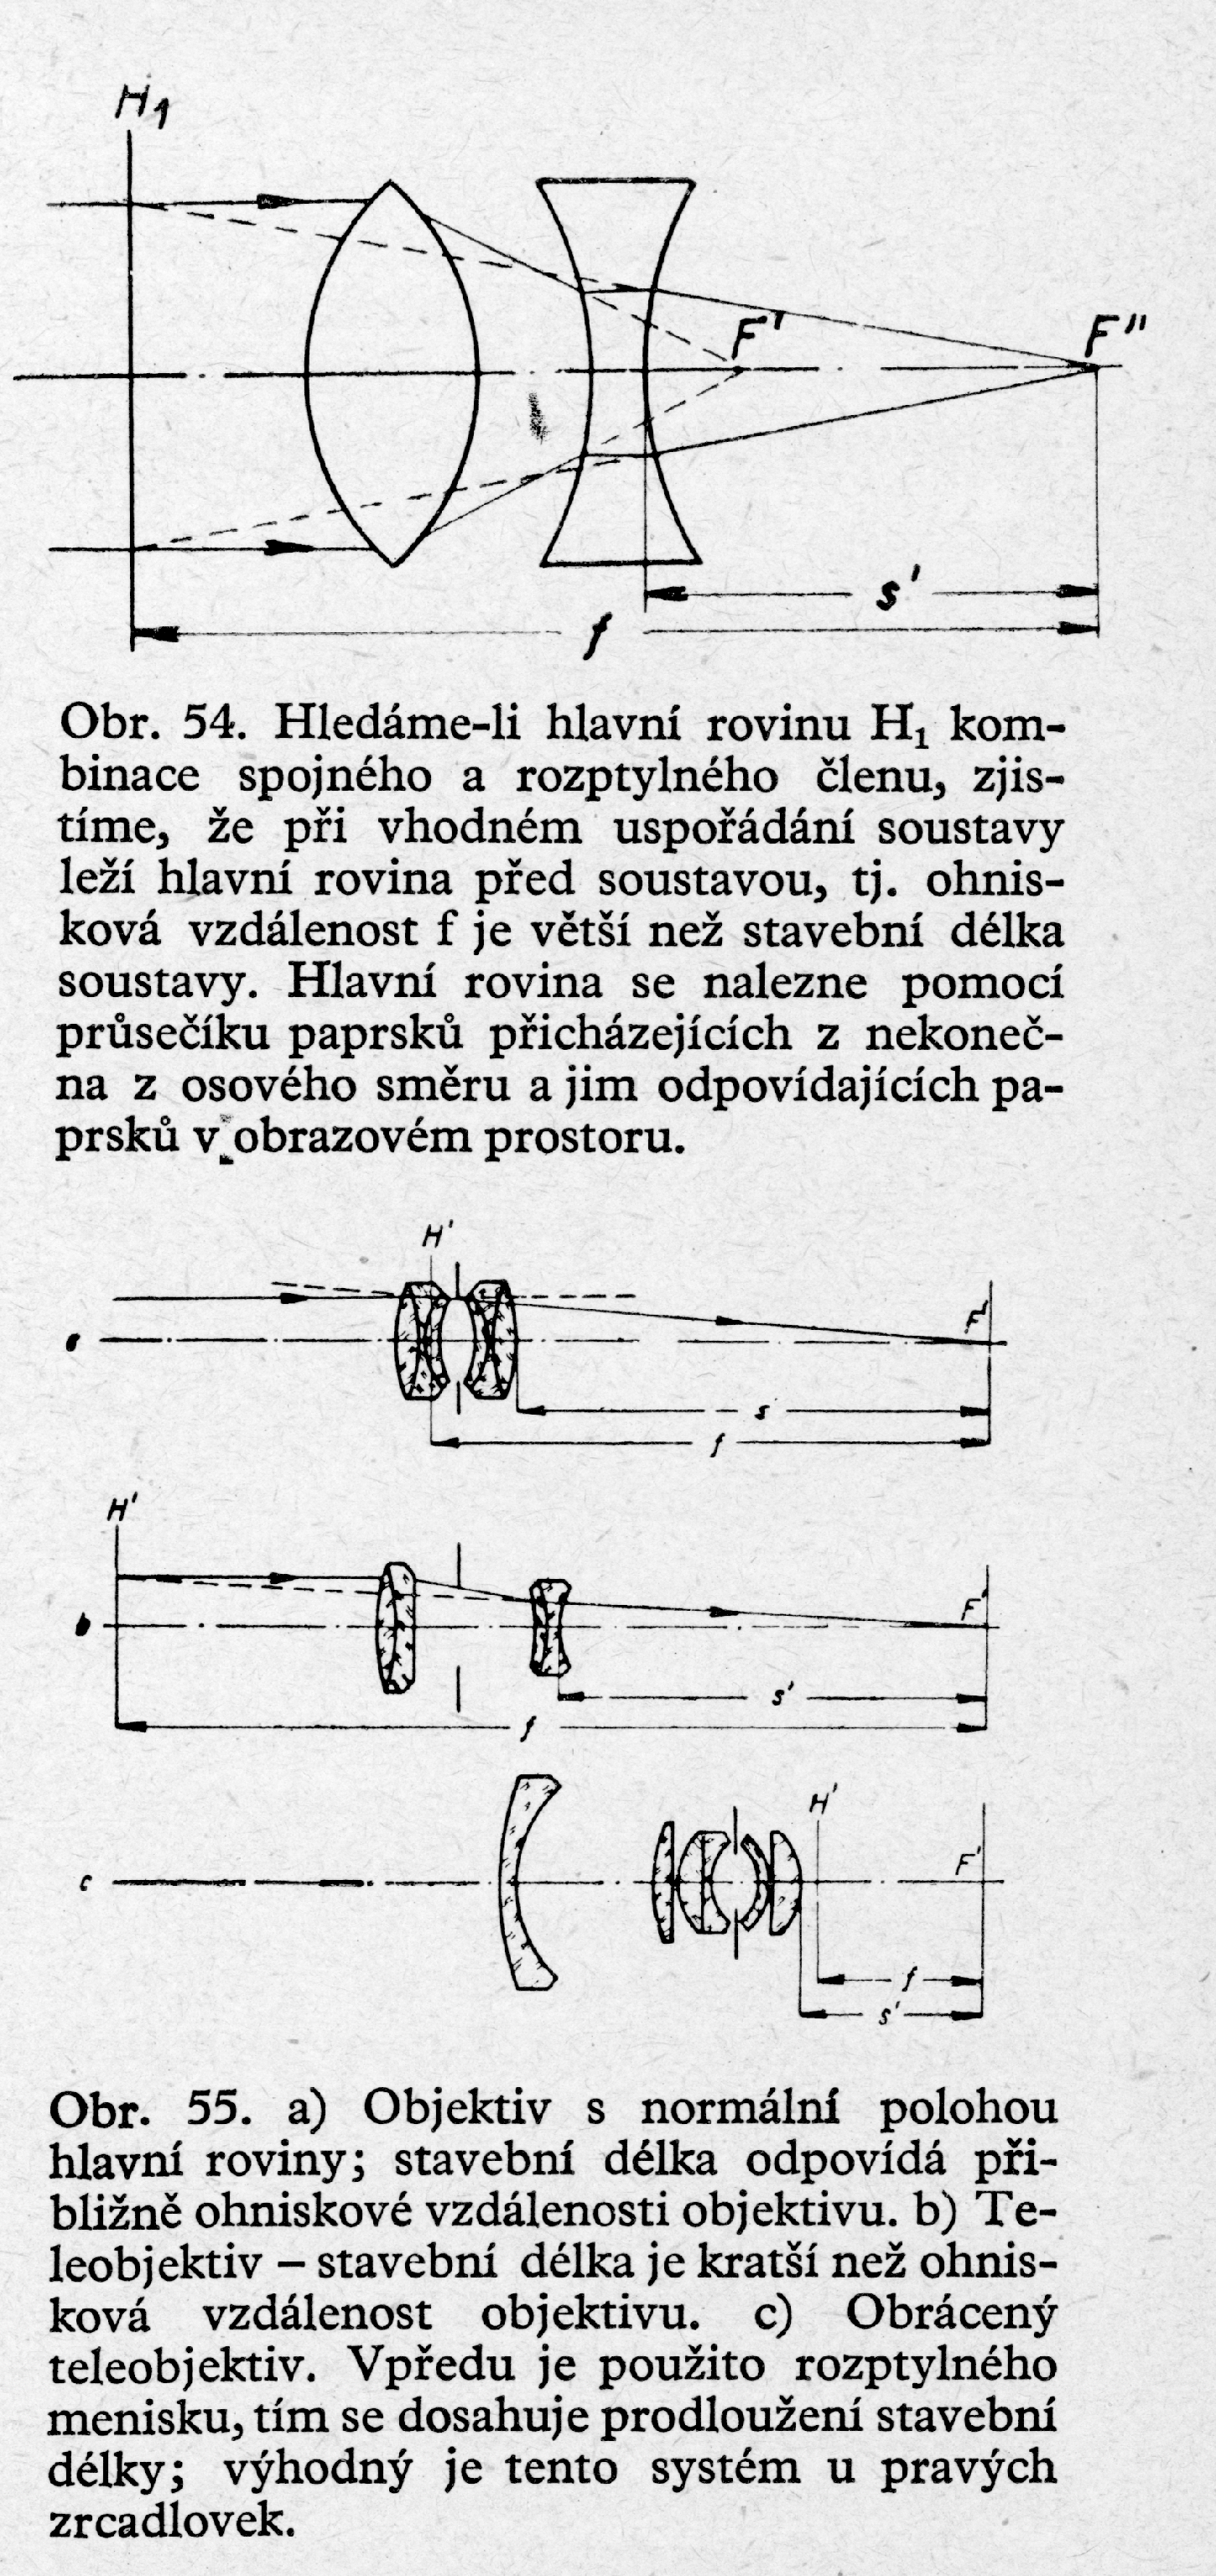 H₁
F'
F"
s'
f
Obr. 54. Hledáme-li hlavní rovinu H₁ kom-
binace spojného a rozptylného členu, zjis-
tíme, že při vhodném uspořádání soustavy
leží hlavní rovina před soustavou, tj. ohnis-
ková vzdálenost f je větší než stavební délka
soustavy. Hlavní rovina se nalezne pomocí
průsečíku paprsků přicházejících z nekoneč-
na z osového směru a jim odpovídajících pa-
prsků v obrazovém prostoru.
H'
F'
s
f
H'
b
F'
s'
f
H'
c
F'
f
s'
Obr. 55. a) Objektiv s normální polohou
hlavní roviny; stavební délka odpovídá při-
bližně ohniskové vzdálenosti objektivu. b) Te-
leobjektiv – stavební délka je kratší než ohnis-
ková vzdálenost objektivu. c) Obrácený
teleobjektiv. Vpředu je použito rozptylného
menisku, tím se dosahuje prodloužení stavební
délky; výhodný je tento systém u pravých
zrcadlovek.